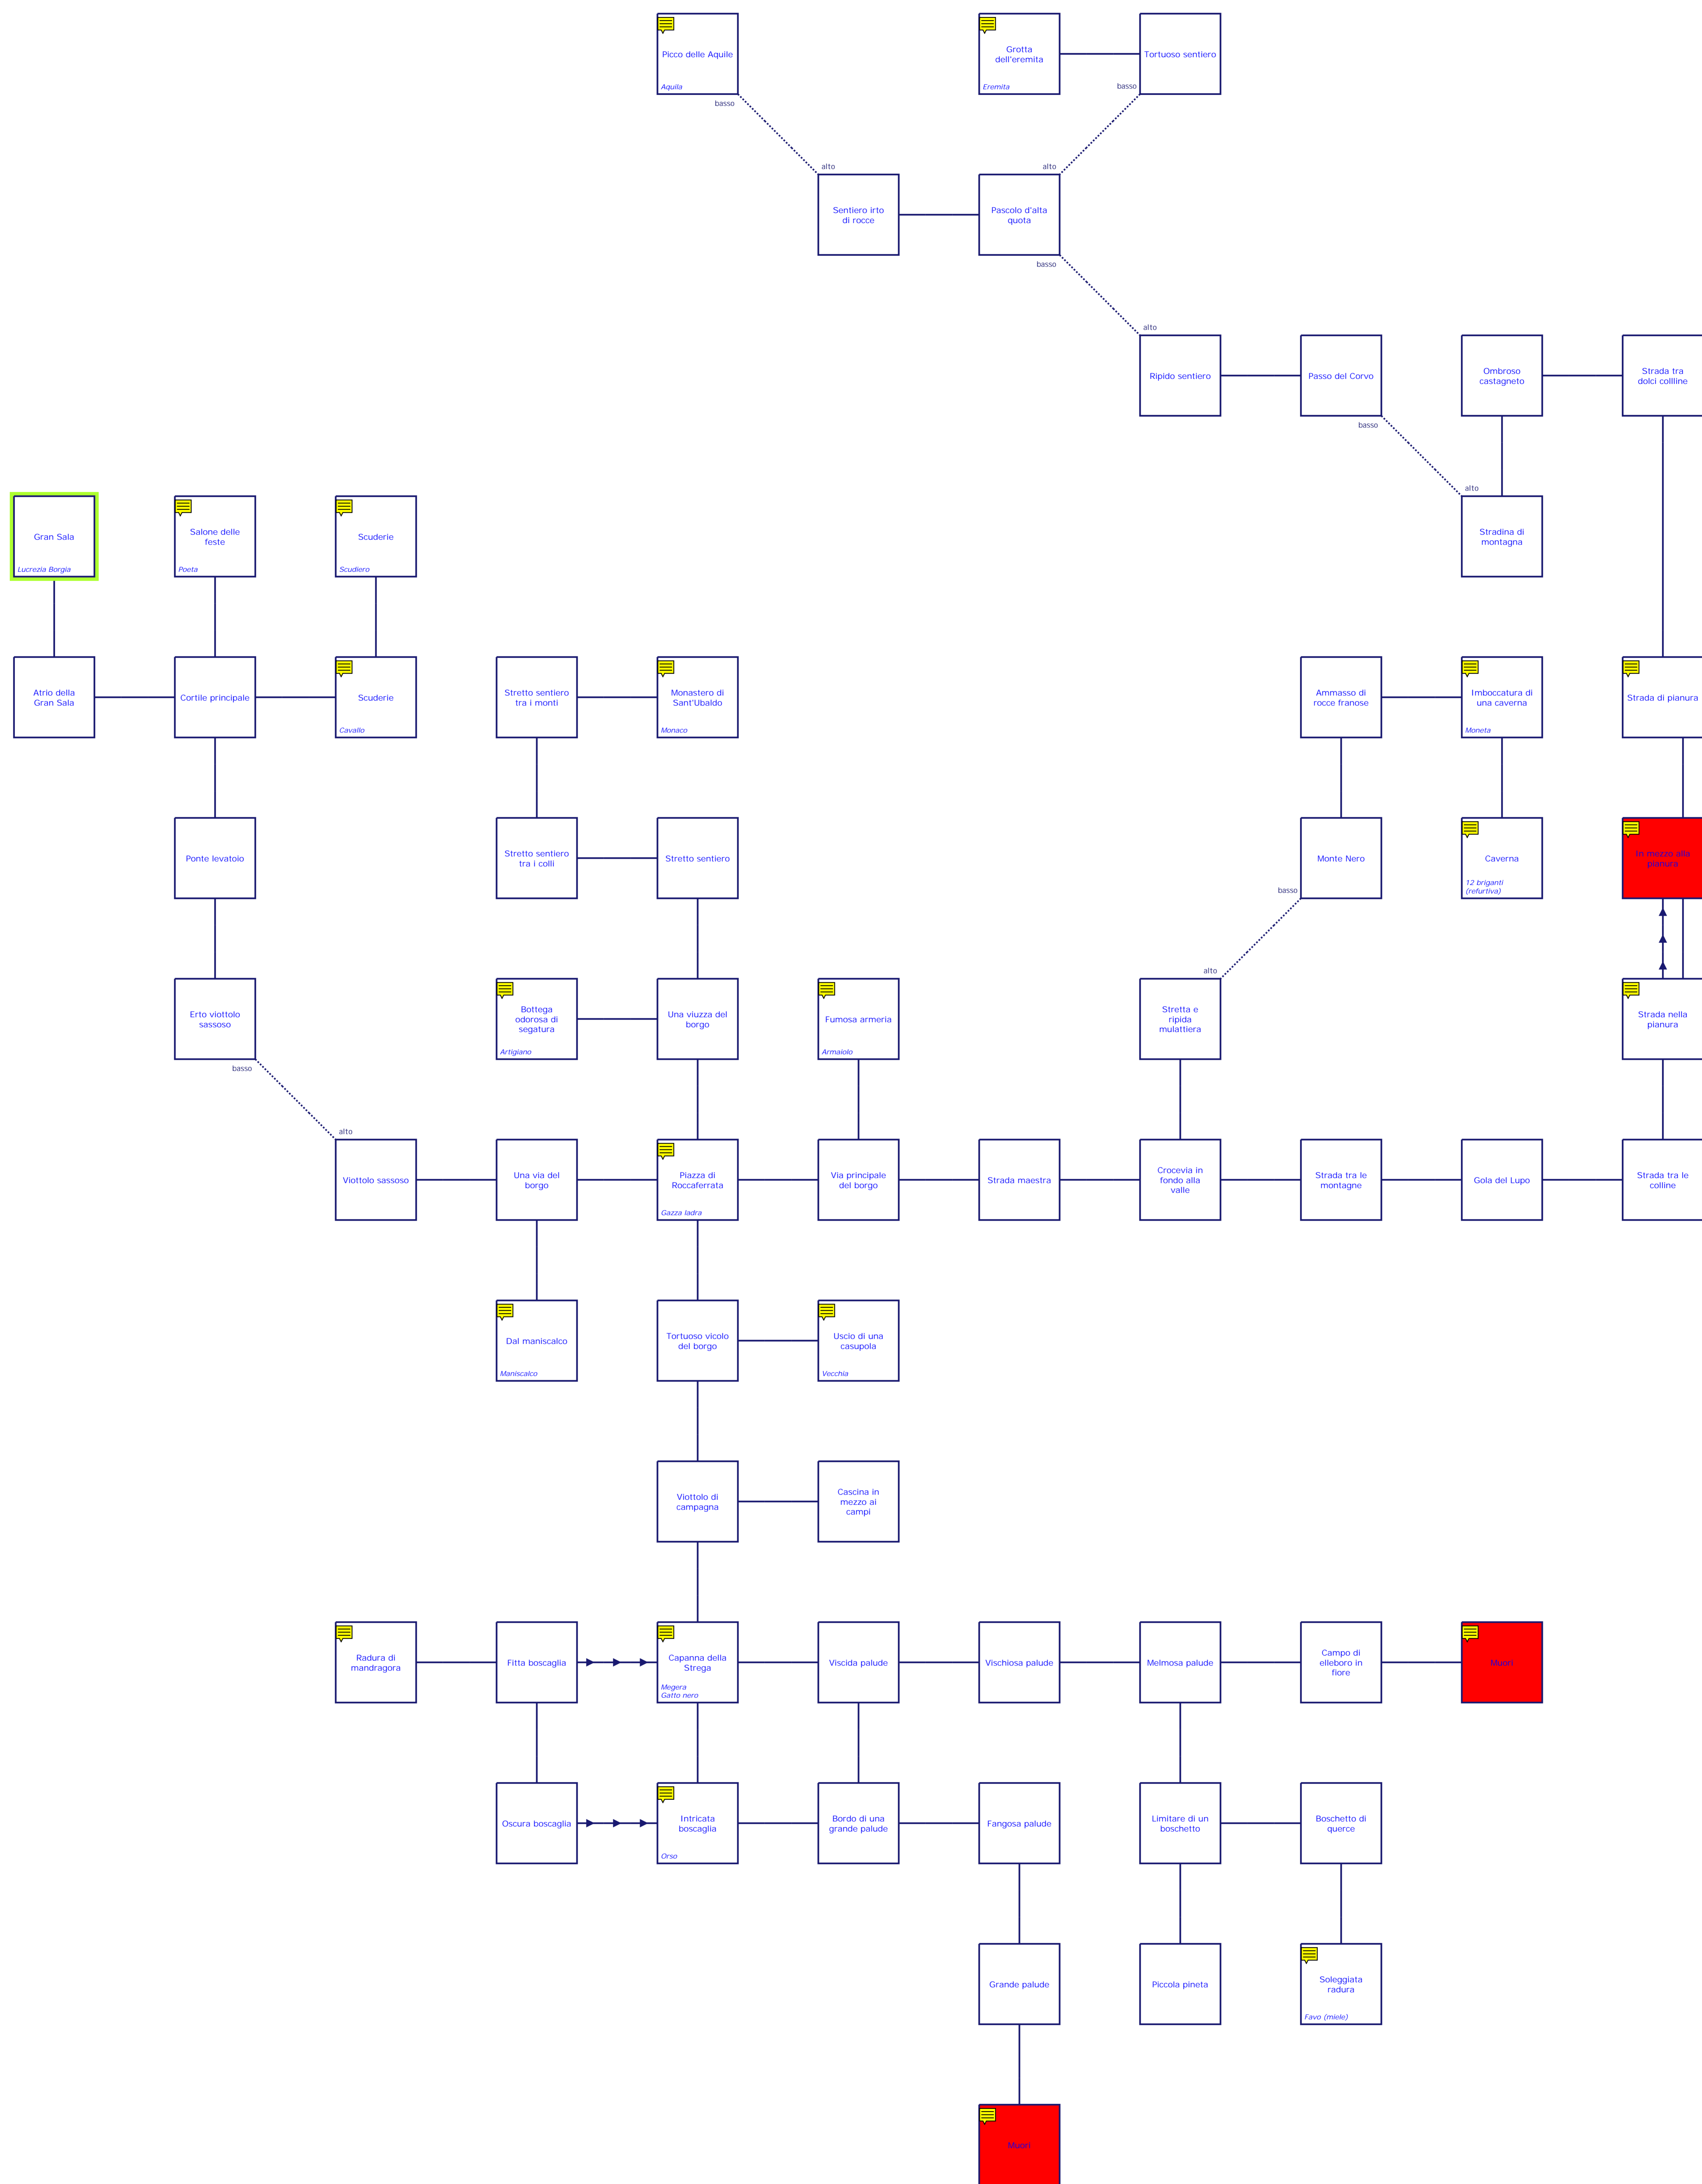 Picco delle Aquile
Aquila
Grotta
dell'eremita
Eremita
Tortuoso sentiero
basso
basso
alto
alto
Sentiero irto
di rocce
Pascolo d'alta
quota
basso
alto
Ripido sentiero
Passo del Corvo
Ombroso
castagneto
Strada tra
dolci collline
basso
alto
Gran Sala
Lucrezia Borgia
Salone delle
feste
Poeta
Scuderie
Scudiero
Stradina di
montagna
Atrio della
Gran Sala
Cortile principale
Scuderie
Cavallo
Stretto sentiero
tra i monti
Monastero di
Sant'Ubaldo
Monaco
Ammasso di
rocce franose
Imboccatura di
una caverna
Moneta
Strada di pianura
Ponte levatoio
Stretto sentiero
tra i colli
Stretto sentiero
Monte Nero
basso
Caverna
12 briganti
(refurtiva)
In mezzo alla
pianura
alto
Erto viottolo
sassoso
basso
Bottega
odorosa di
segatura
Artigiano
Una viuzza del
borgo
Fumosa armeria
Armaiolo
Stretta e
ripida
mulattiera
Strada nella
pianura
alto
Viottolo sassoso
Una via del
borgo
Piazza di
Roccaferrata
Gazza ladra
Via principale
del borgo
Strada maestra
Crocevia in
fondo alla
valle
Strada tra le
montagne
Gola del Lupo
Strada tra le
colline
Dal maniscalco
Maniscalco
Tortuoso vicolo
del borgo
Uscio di una
casupola
Vecchia
Viottolo di
campagna
Cascina in
mezzo ai
campi
Radura di
mandragora
Fitta boscaglia
Capanna della
Strega
Megera
Gatto nero
Viscida palude
Vischiosa palude
Melmosa palude
Campo di
elleboro in
fiore
Muori
Oscura boscaglia
Intricata
boscaglia
Orso
Bordo di una
grande palude
Fangosa palude
Limitare di un
boschetto
Boschetto di
querce
Grande palude
Piccola pineta
Soleggiata
radura
Favo (miele)
Muori